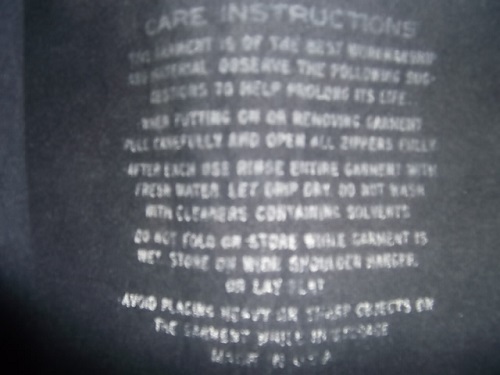 CARE INSTRUCTIONS
THIS GARMENT IS OF THE BEST WORKMANSHIP
AND MATERIAL. OBSERVE THE FOLLOWING SUG-
GESTIONS TO HELP PROLONG ITS LIFE.
WHEN PUTTING ON OR REMOVING GARMENT
PULL CAREFULLY AND OPEN ALL ZIPPERS FULLY.
AFTER EACH USE RINSE ENTIRE GARMENT WITH
FRESH WATER. LET DRIP DRY. DO NOT WASH
WITH CLEANERS CONTAINING SOLVENTS
DO NOT FOLD OR STORE WHILE GARMENT IS
WET. STORE ON WIDE SHOULDER HANGER,
OR LAY FLAT
AVOID PLACING HEAVY OR SHARP OBJECTS ON
THE GARMENT WHILE IN STORAGE
MADE IN U.S.A.